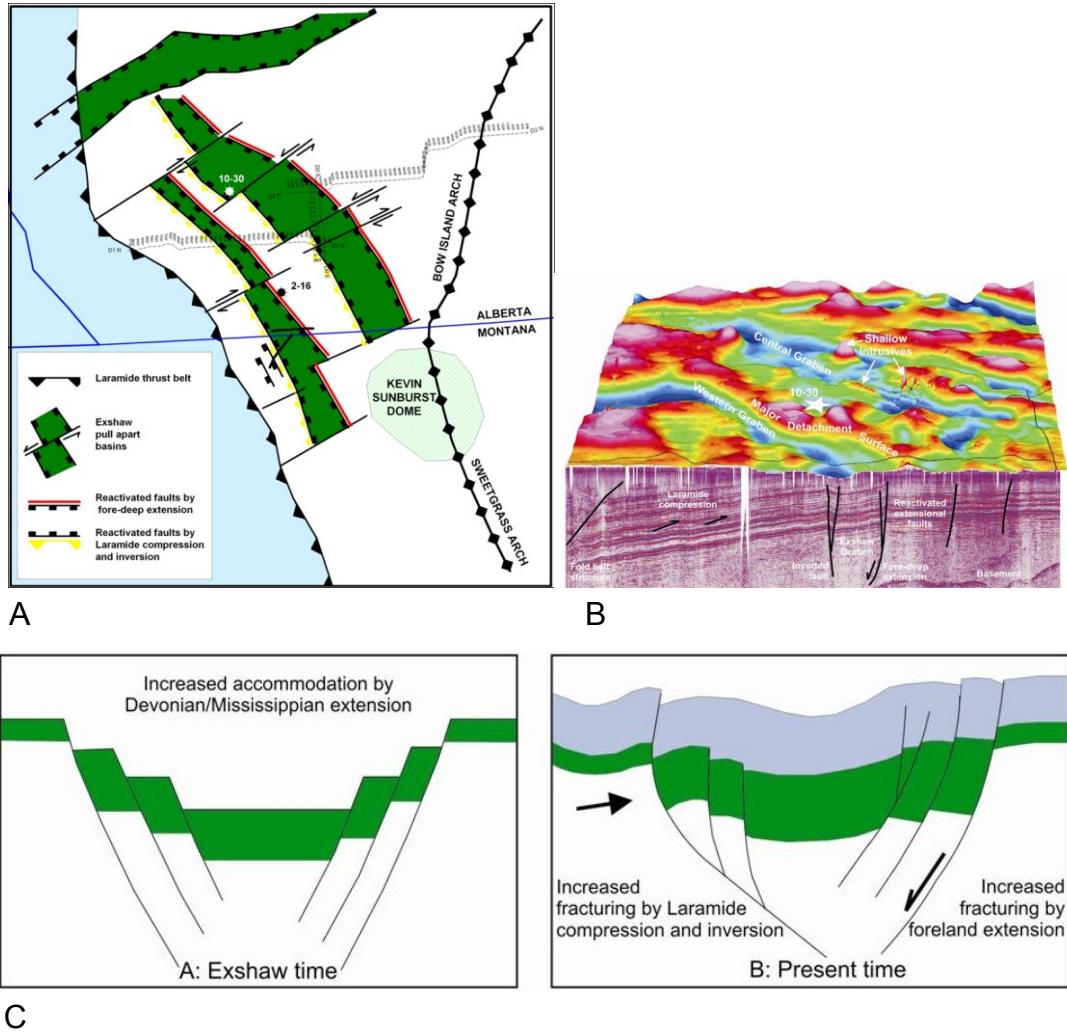 10-30
D3 N
D3 N
D1 N
2-16
BOW ISLAND ARCH
ALBERTA
MONTANA
KEVIN
SUNBURST
DOME
SWEETGRASS ARCH
Laramide thrust belt
Exshaw
pull apart
basins
Reactivated faults by
fore-deep extension
Reactivated faults by
Laramide compression
and inversion
A
Central Graben
Shallow
Intrusives
Western Graben
10-30
Major
Detachment
Surface
Laramide
compression
Reactivated
extensional
faults
Exshaw
Graben
Fold belt
structure
Inverted
fault
Fore-deep
extension
Basement
B
Increased accommodation by
Devonian/Mississippian extension
A: Exshaw time
Increased
fracturing by Laramide
compression and inversion
Increased
fracturing by
foreland extension
B: Present time
C